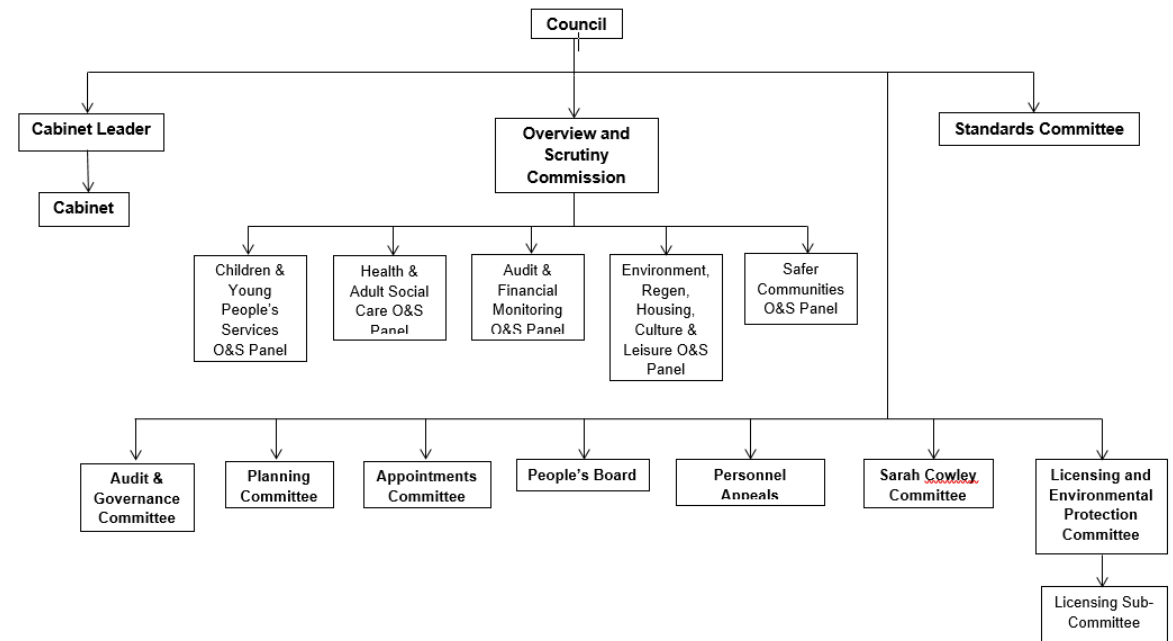 Council
Cabinet Leader
Overview and
Scrutiny
Commission
Standards Committee
Cabinet
Children &
Young
People's
Services
O&S Panel
Health &
Adult Social
Care O&S
Panel
Audit &
Financial
Monitoring
O&S Panel
Environment,
Regen,
Housing,
Culture &
Leisure O&S
Panel
Safer
Communities
O&S Panel
Audit &
Governance
Committee
Planning
Committee
Appointments
Committee
People's Board
Personnel
Appeals
Sarah Cowley
Committee
Licensing and
Environmental
Protection
Committee
Licensing Sub-
Committee